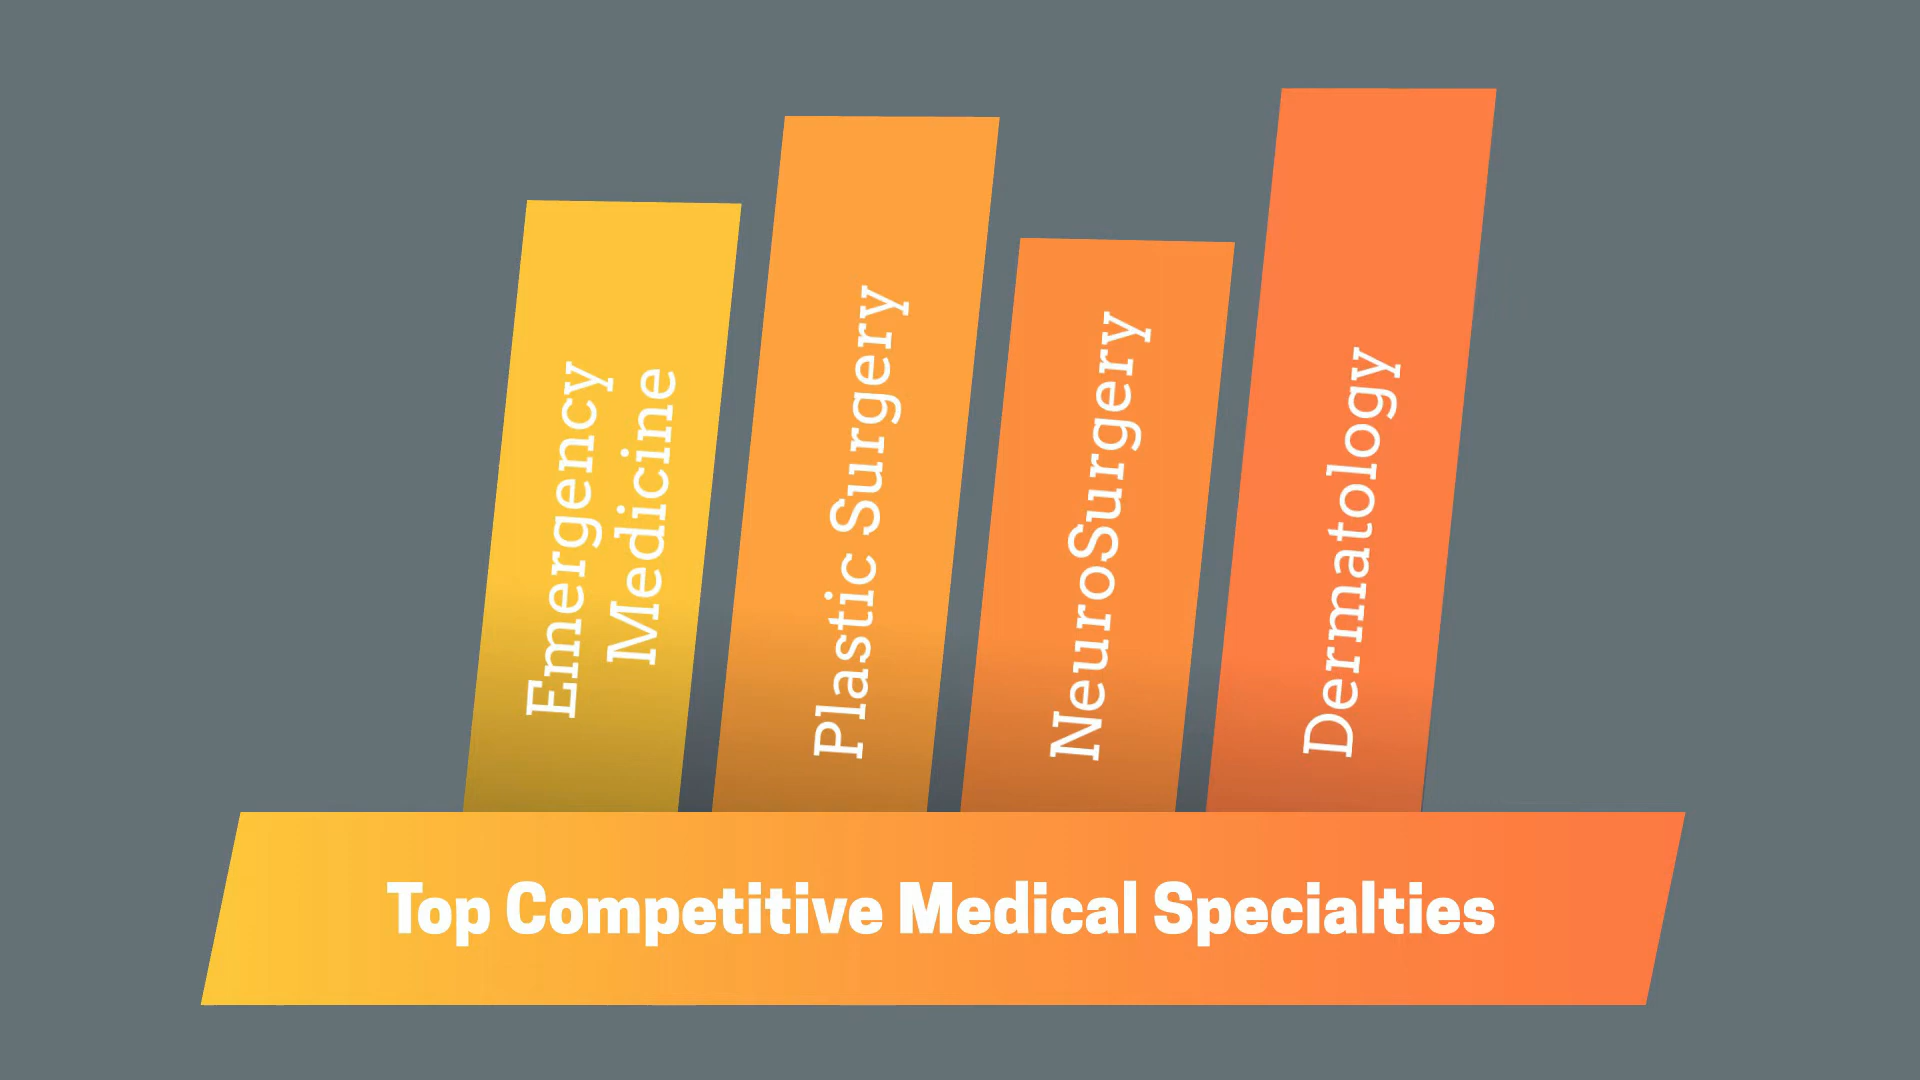 Emergency
Medicine
Plastic Surgery
NeuroSurgery
Dermatology
Top Competitive Medical Specialties